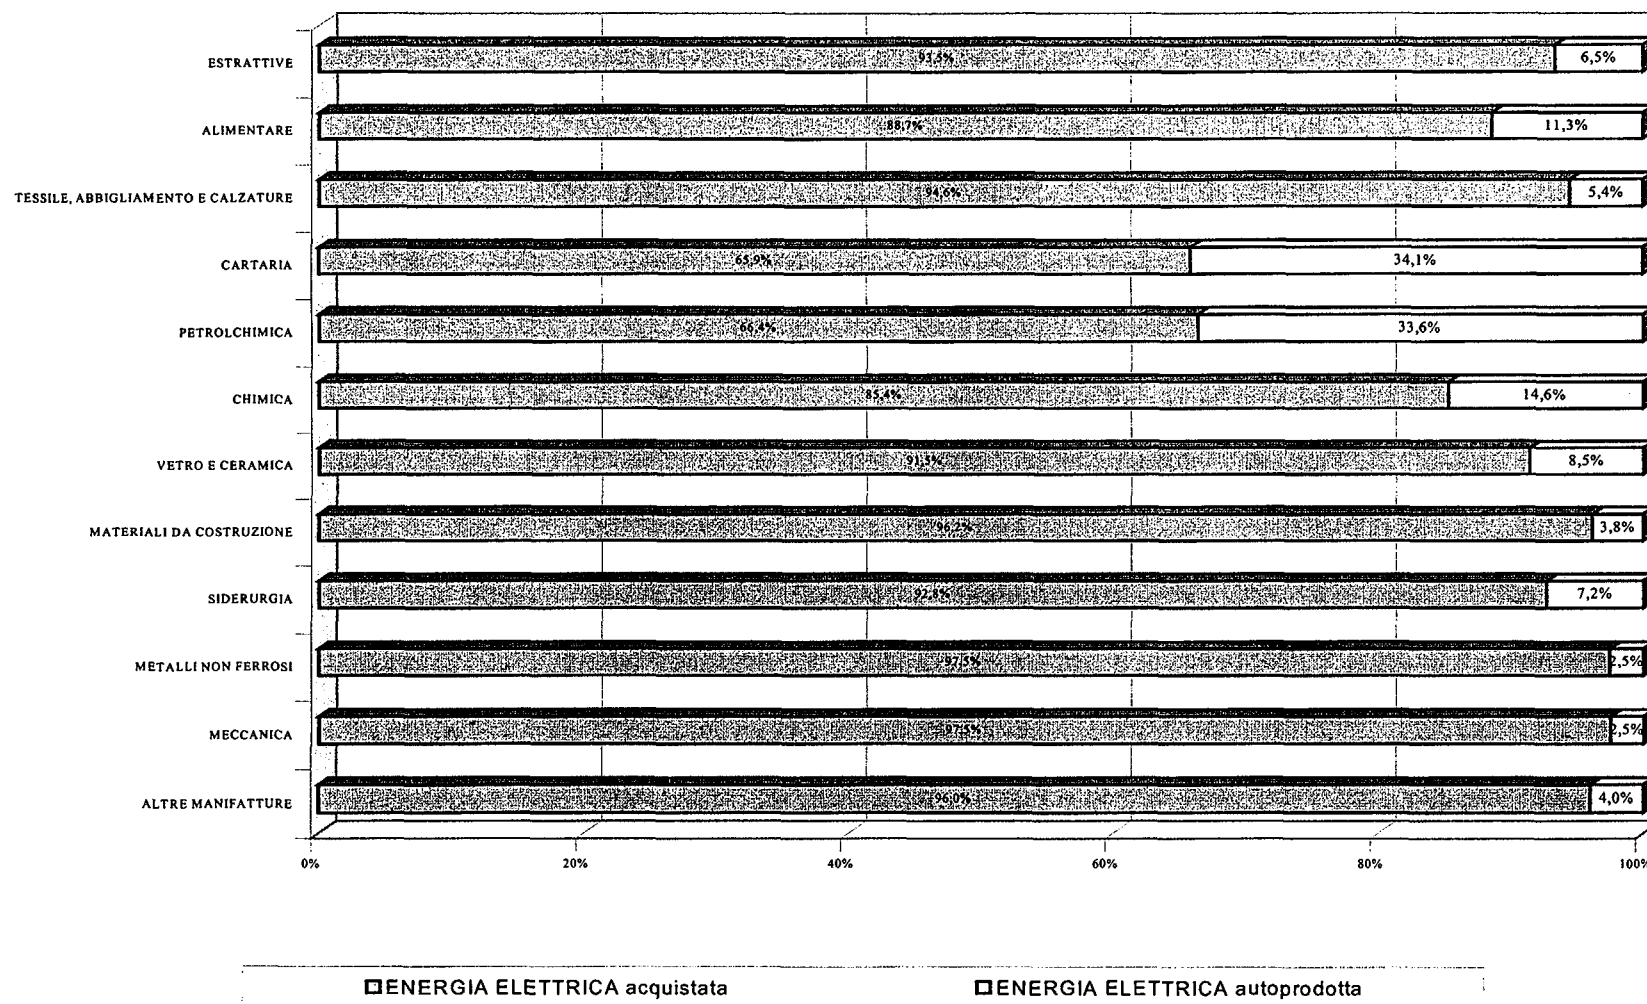 ESTRATTIVE 93,5% 6,5%
ALIMENTARE 88,7% 11,3%
TESSILE, ABBIGLIAMENTO E CALZATURE 94,6% 5,4%
CARTARIA 65,9% 34,1%
PETROLCHIMICA 66,4% 33,6%
CHIMICA 85,4% 14,6%
VETRO E CERAMICA 91,5% 8,5%
MATERIALI DA COSTRUZIONE 96,2% 3,8%
SIDERURGIA 92,8% 7,2%
METALLI NON FERROSI 97,5% 2,5%
MECCANICA 97,5% 2,5%
ALTRE MANIFATTURE 96,0% 4,0%
0% 20% 40% 60% 80% 100%
ENERGIA ELETTRICA acquistata ENERGIA ELETTRICA autoprodotta